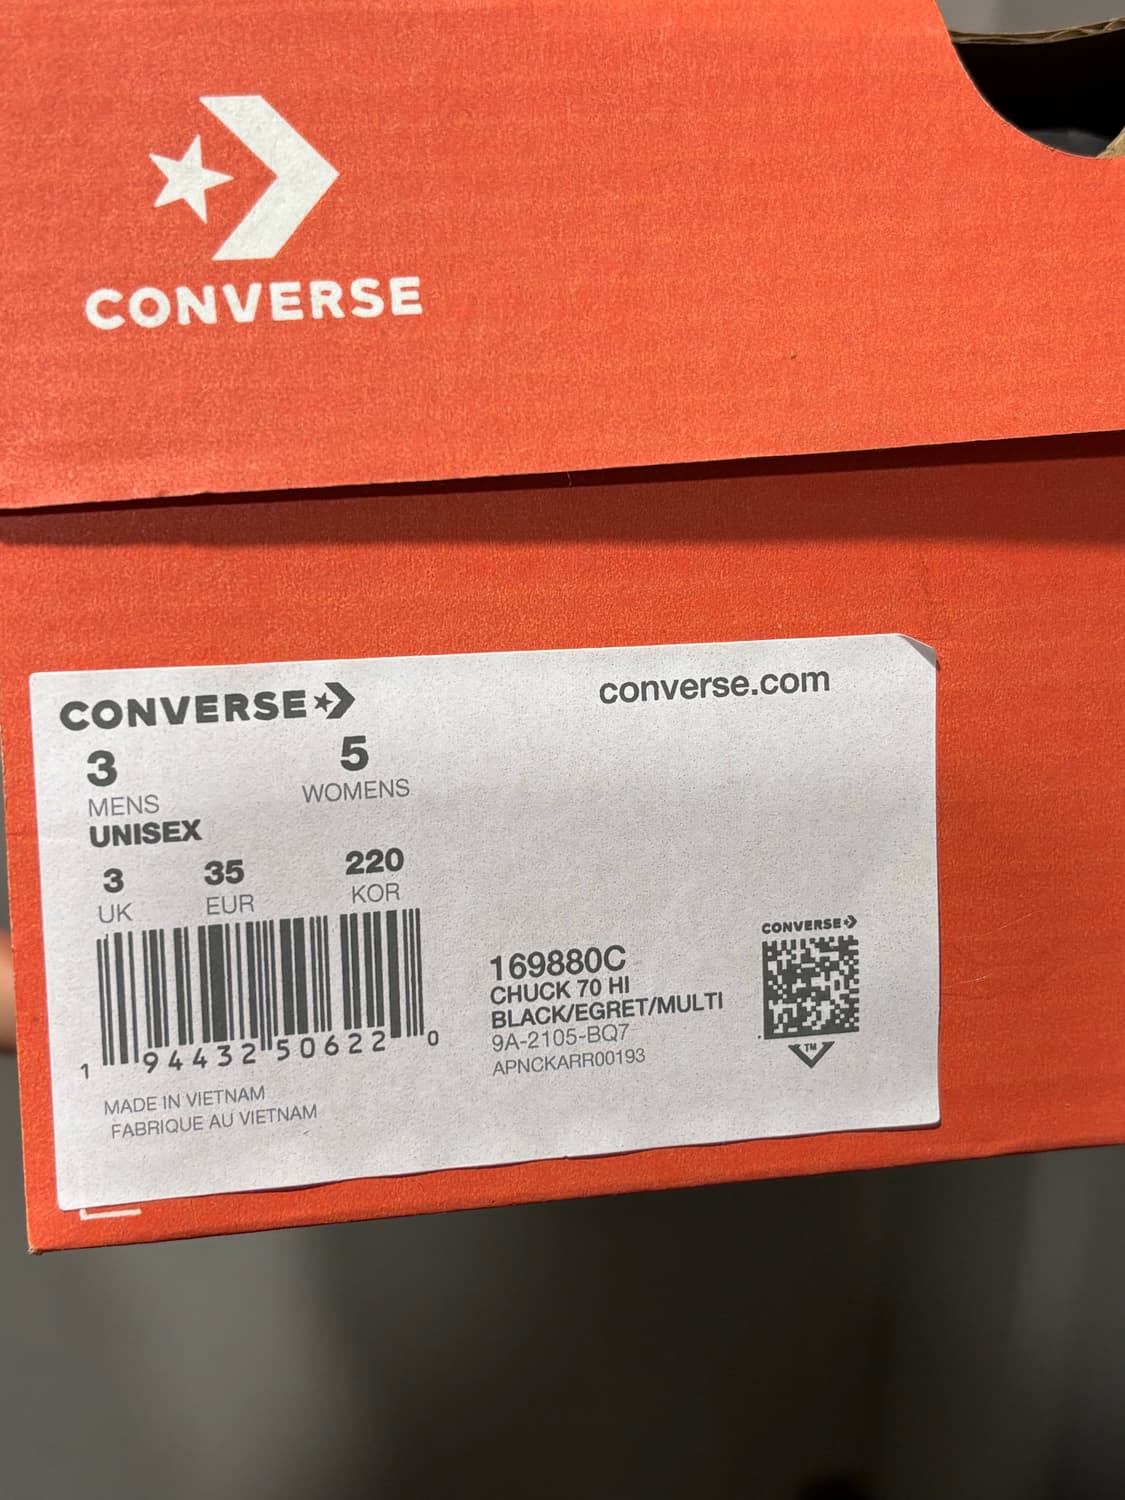 CONVERSE
CONVERSE
converse.com
3 5
MENS WOMENS
UNISEX
3 35 220
UK EUR KOR
1 94432 50622 0
MADE IN VIETNAM
FABRIQUE AU VIETNAM
169880C
CHUCK 70 HI
BLACK/EGRET/MULTI
9A-2105-BQ7
APNCKARR00193
CONVERSE
TM